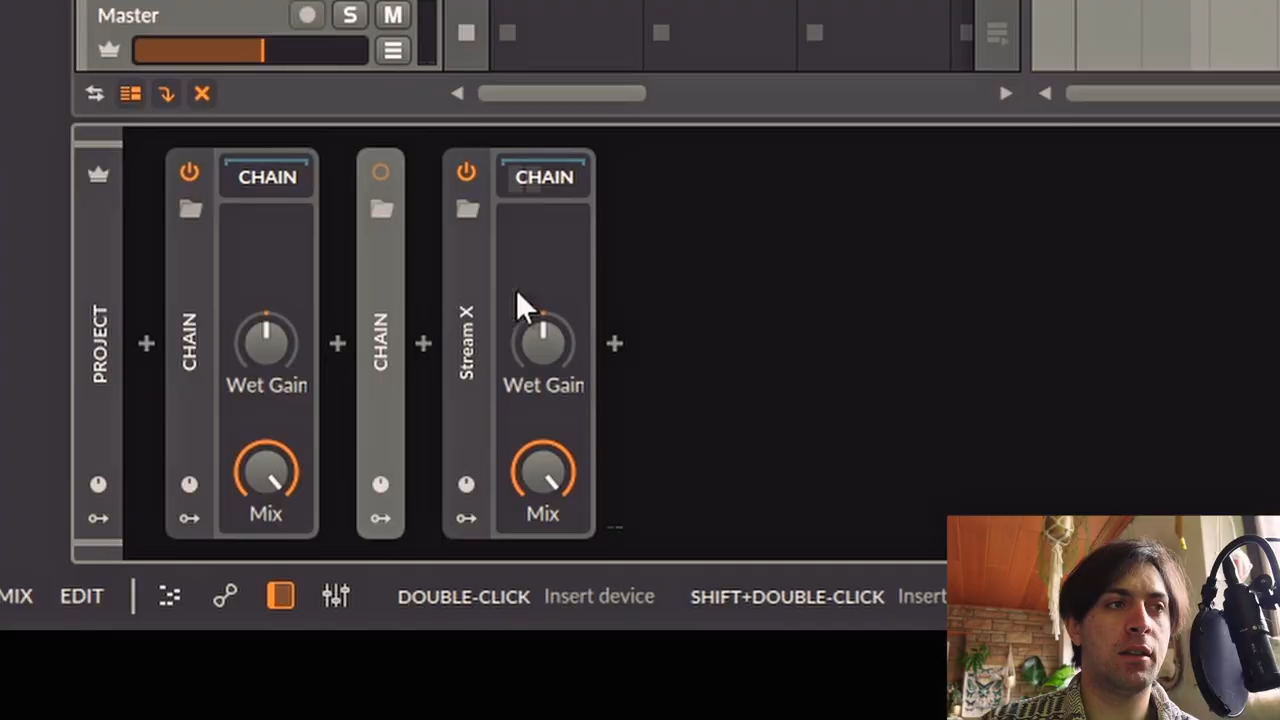 Master
S
M
PROJECT
CHAIN
CHAIN
Wet Gain
Mix
CHAIN
Stream X
CHAIN
Wet Gain
Mix
MIX
EDIT
DOUBLE-CLICK Insert device
SHIFT+DOUBLE-CLICK Insert